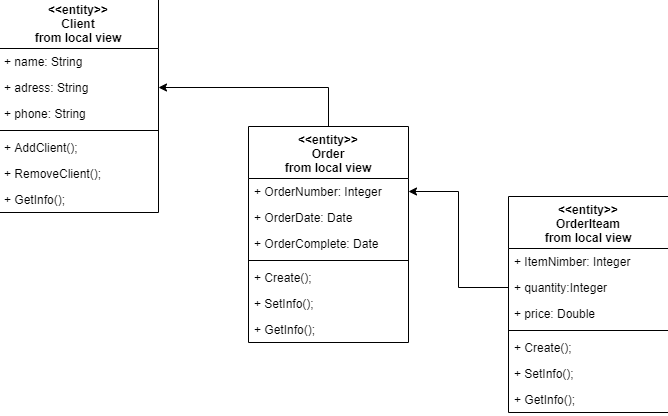 <<entity>>
Client
from local view
+ name: String
+ adress: String
+ phone: String
+ AddClient();
+ RemoveClient();
+ GetInfo();
<<entity>>
Order
from local view
+ OrderNumber: Integer
+ OrderDate: Date
+ OrderComplete: Date
+ Create();
+ SetInfo();
+ GetInfo();
<<entity>>
OrderIteam
from local view
+ ItemNimber: Integer
+ quantity:Integer
+ price: Double
+ Create();
+ SetInfo();
+ GetInfo();